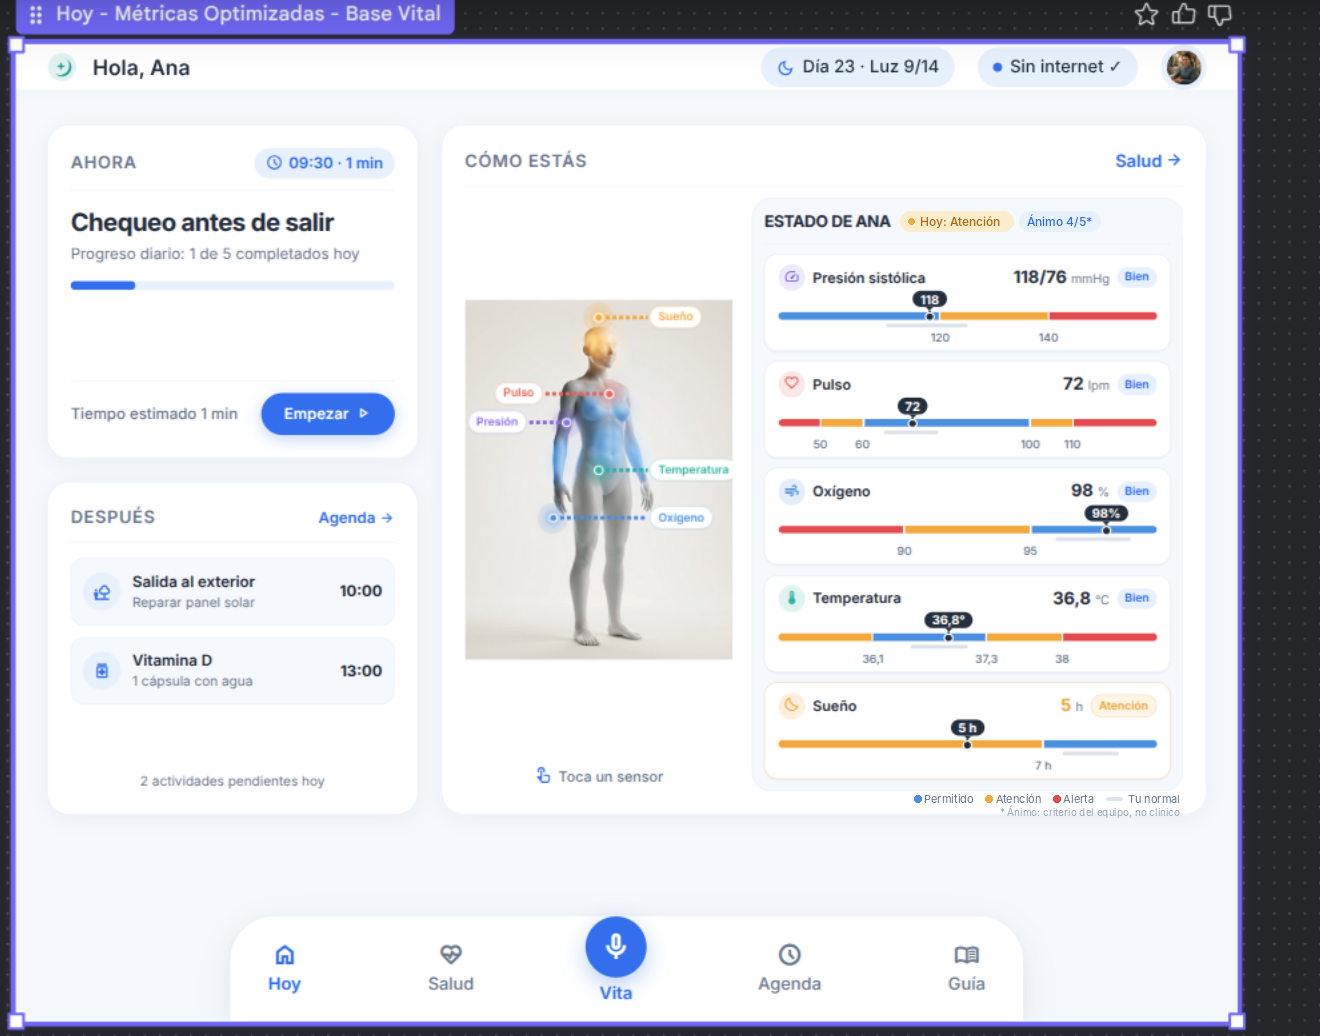 Hoy - Métricas Optimizadas - Base Vital
Hola, Ana
Día 23 · Luz 9/14
Sin internet ✓
AHORA
09:30 · 1 min
Chequeo antes de salir
Progreso diario: 1 de 5 completados hoy
Tiempo estimado 1 min
Empezar
DESPUÉS
Agenda →
Salida al exterior
Reparar panel solar
10:00
Vitamina D
1 cápsula con agua
13:00
2 actividades pendientes hoy
CÓMO ESTÁS
Salud →
Sueño
Pulso
Presión
Temperatura
Oxígeno
Toca un sensor
ESTADO DE ANA
Hoy: Atención
Ánimo 4/5*
Presión sistólica
118/76 mmHg
Bien
118
120
140
Pulso
72 lpm
Bien
72
50
60
100
110
Oxígeno
98 %
Bien
98%
90
95
Temperatura
36,8 °C
Bien
36,8°
36,1
37,3
38
Sueño
5 h
Atención
5 h
7 h
Permitido
Atención
Alerta
Tu normal
* Ánimo: criterio del equipo, no clínico
Hoy
Salud
Vita
Agenda
Guía